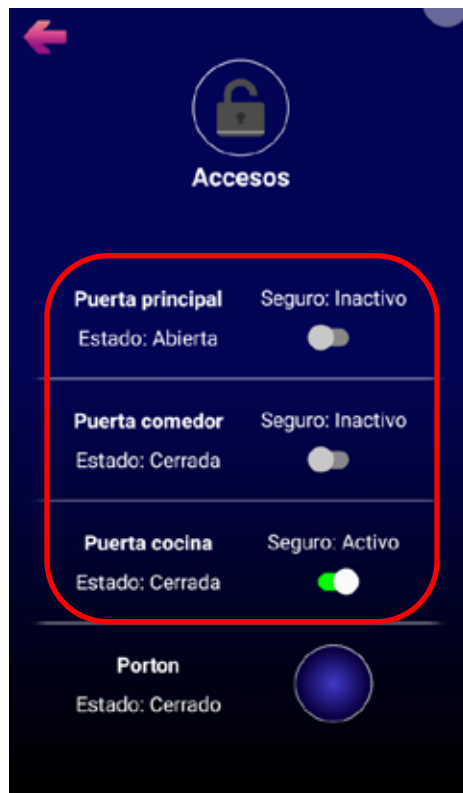 Accesos
Puerta principal Seguro: Inactivo
Estado: Abierta
Puerta comedor Seguro: Inactivo
Estado: Cerrada
Puerta cocina Seguro: Activo
Estado: Cerrada
Porton
Estado: Cerrado